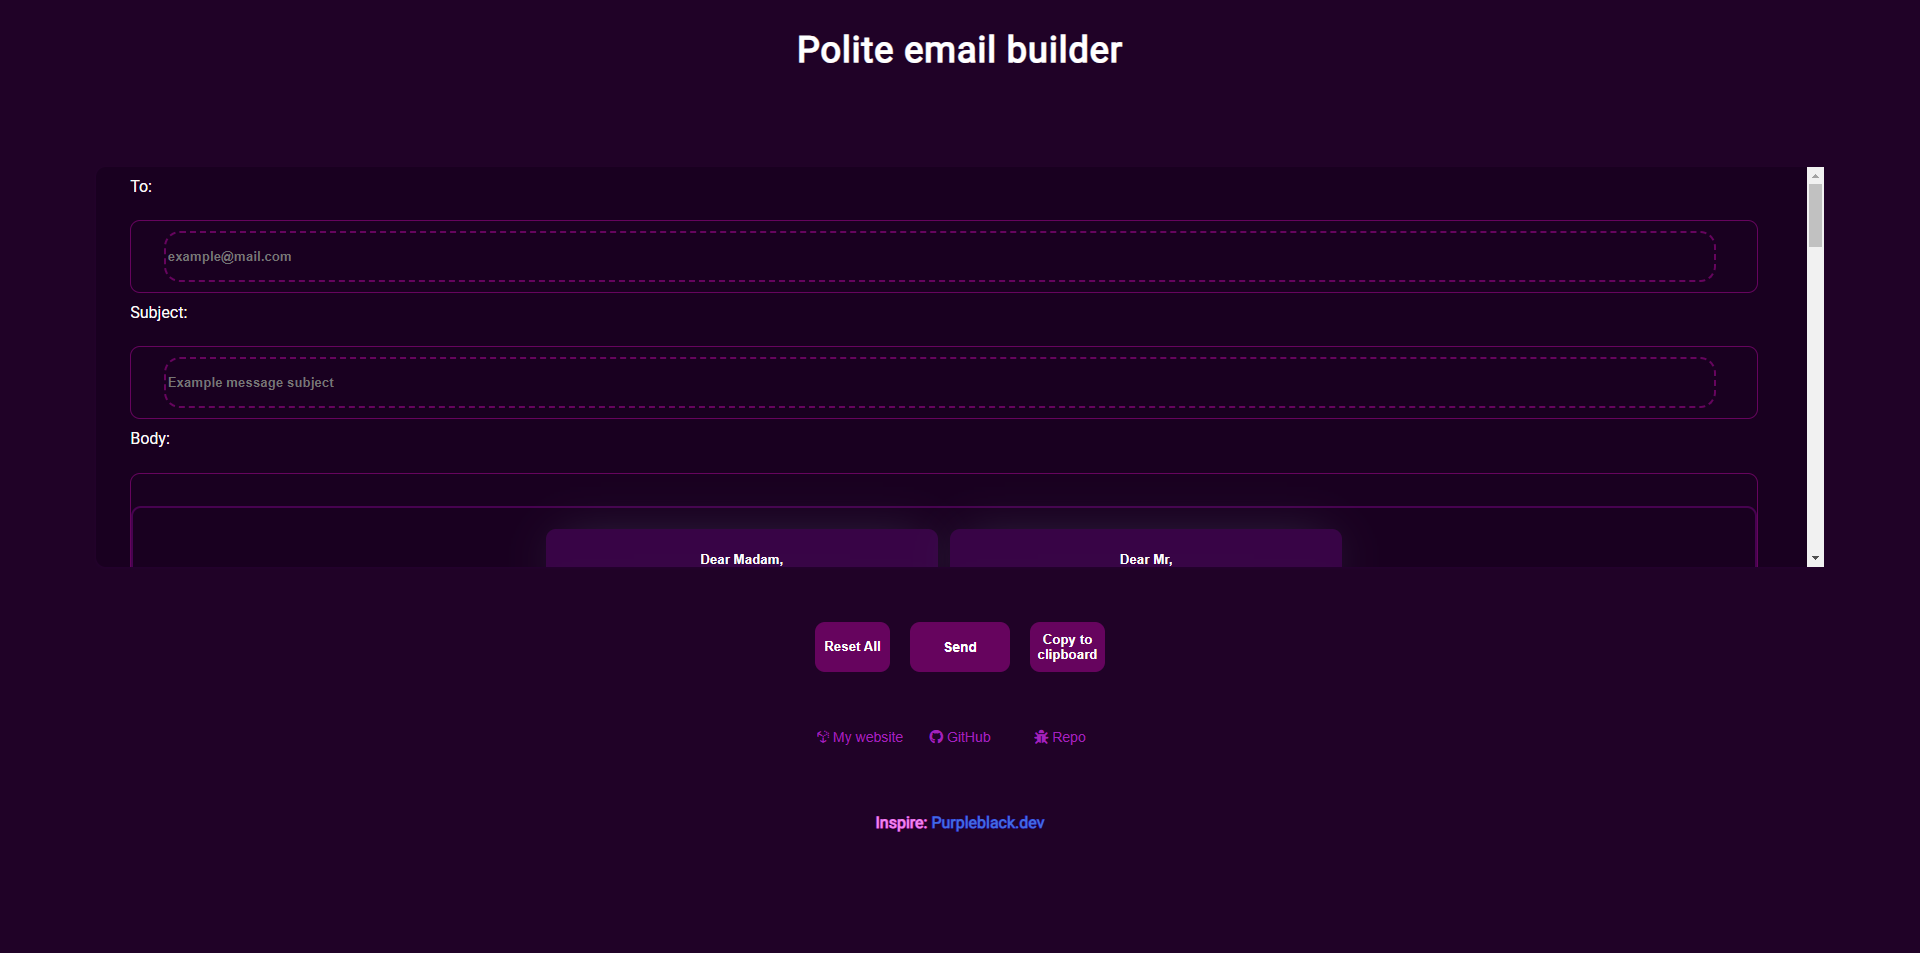 Polite email builder
To:
example@mail.com
Subject:
Example message subject
Body:
Dear Madam,
Dear Mr,
Reset All
Send
Copy to
clipboard
My website
GitHub
Repo
Inspire: Purpleblack.dev